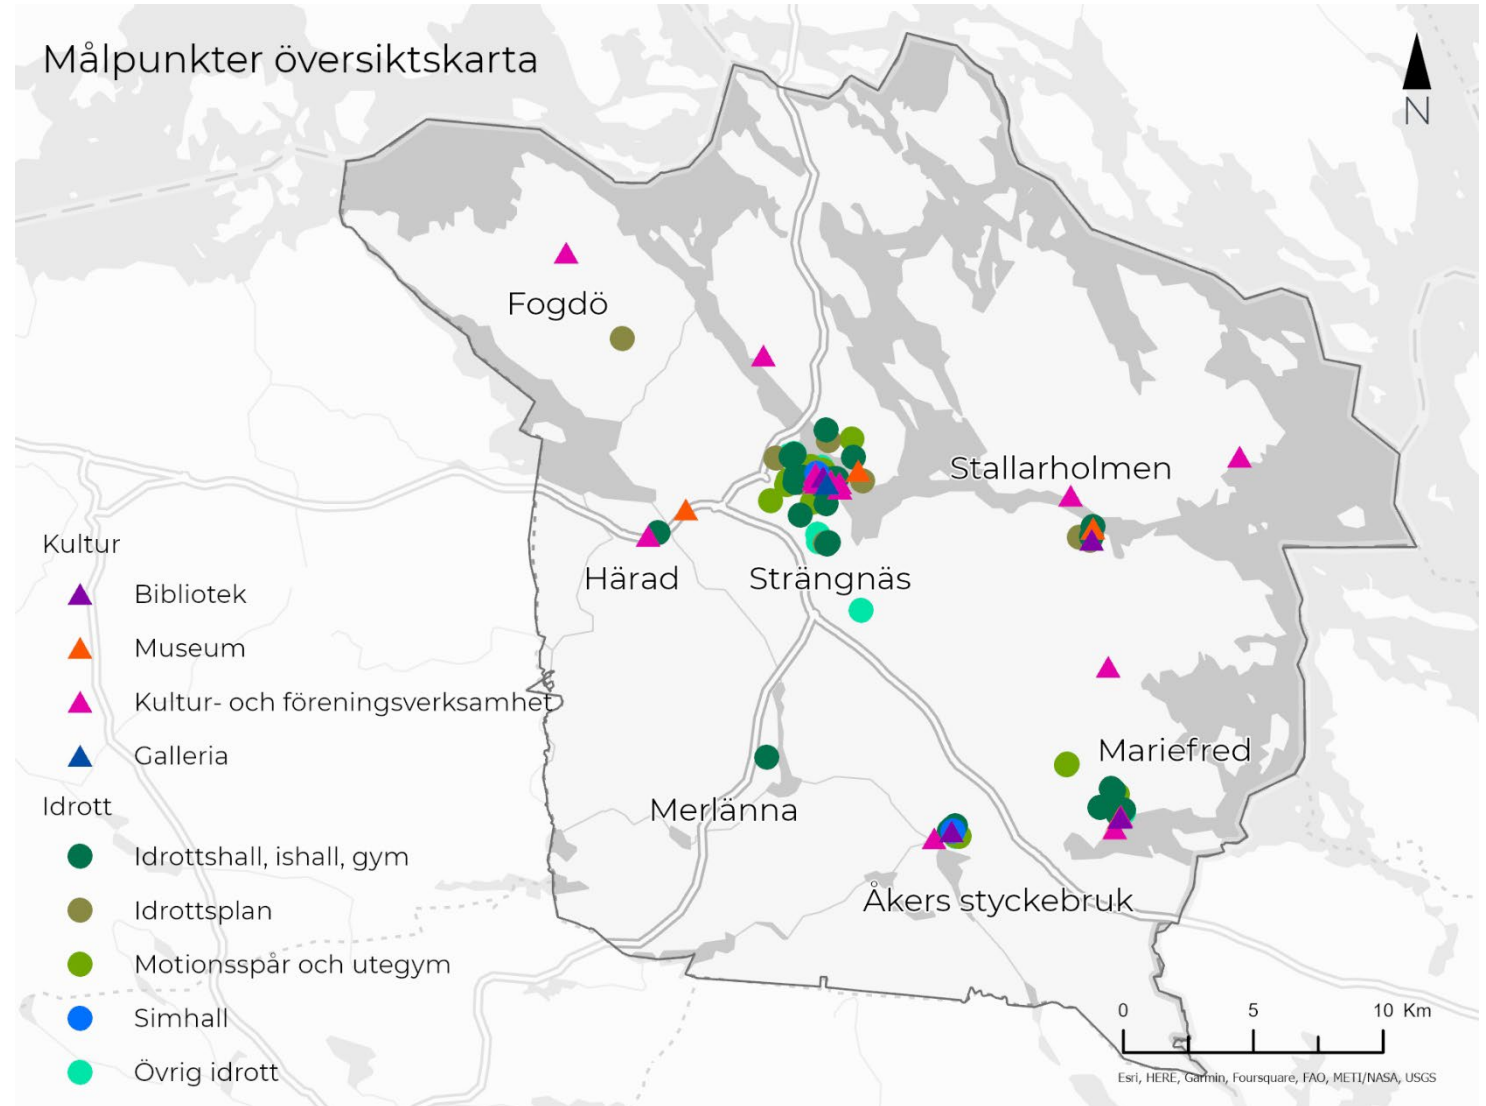 Målpunkter översiktskarta
N
Fogdö
Stallarholmen
Härad
Strängnäs
Mariefred
Merlänna
Åkers styckebruk
Kultur
Bibliotek
Museum
Kultur- och föreningsverksamhet
Galleria
Idrott
Idrottshall, ishall, gym
Idrottsplan
Motionsspår och utegym
Simhall
Övrig idrott
0 5 10 Km
Esri, HERE, Garmin, Foursquare, FAO, METI/NASA, USGS